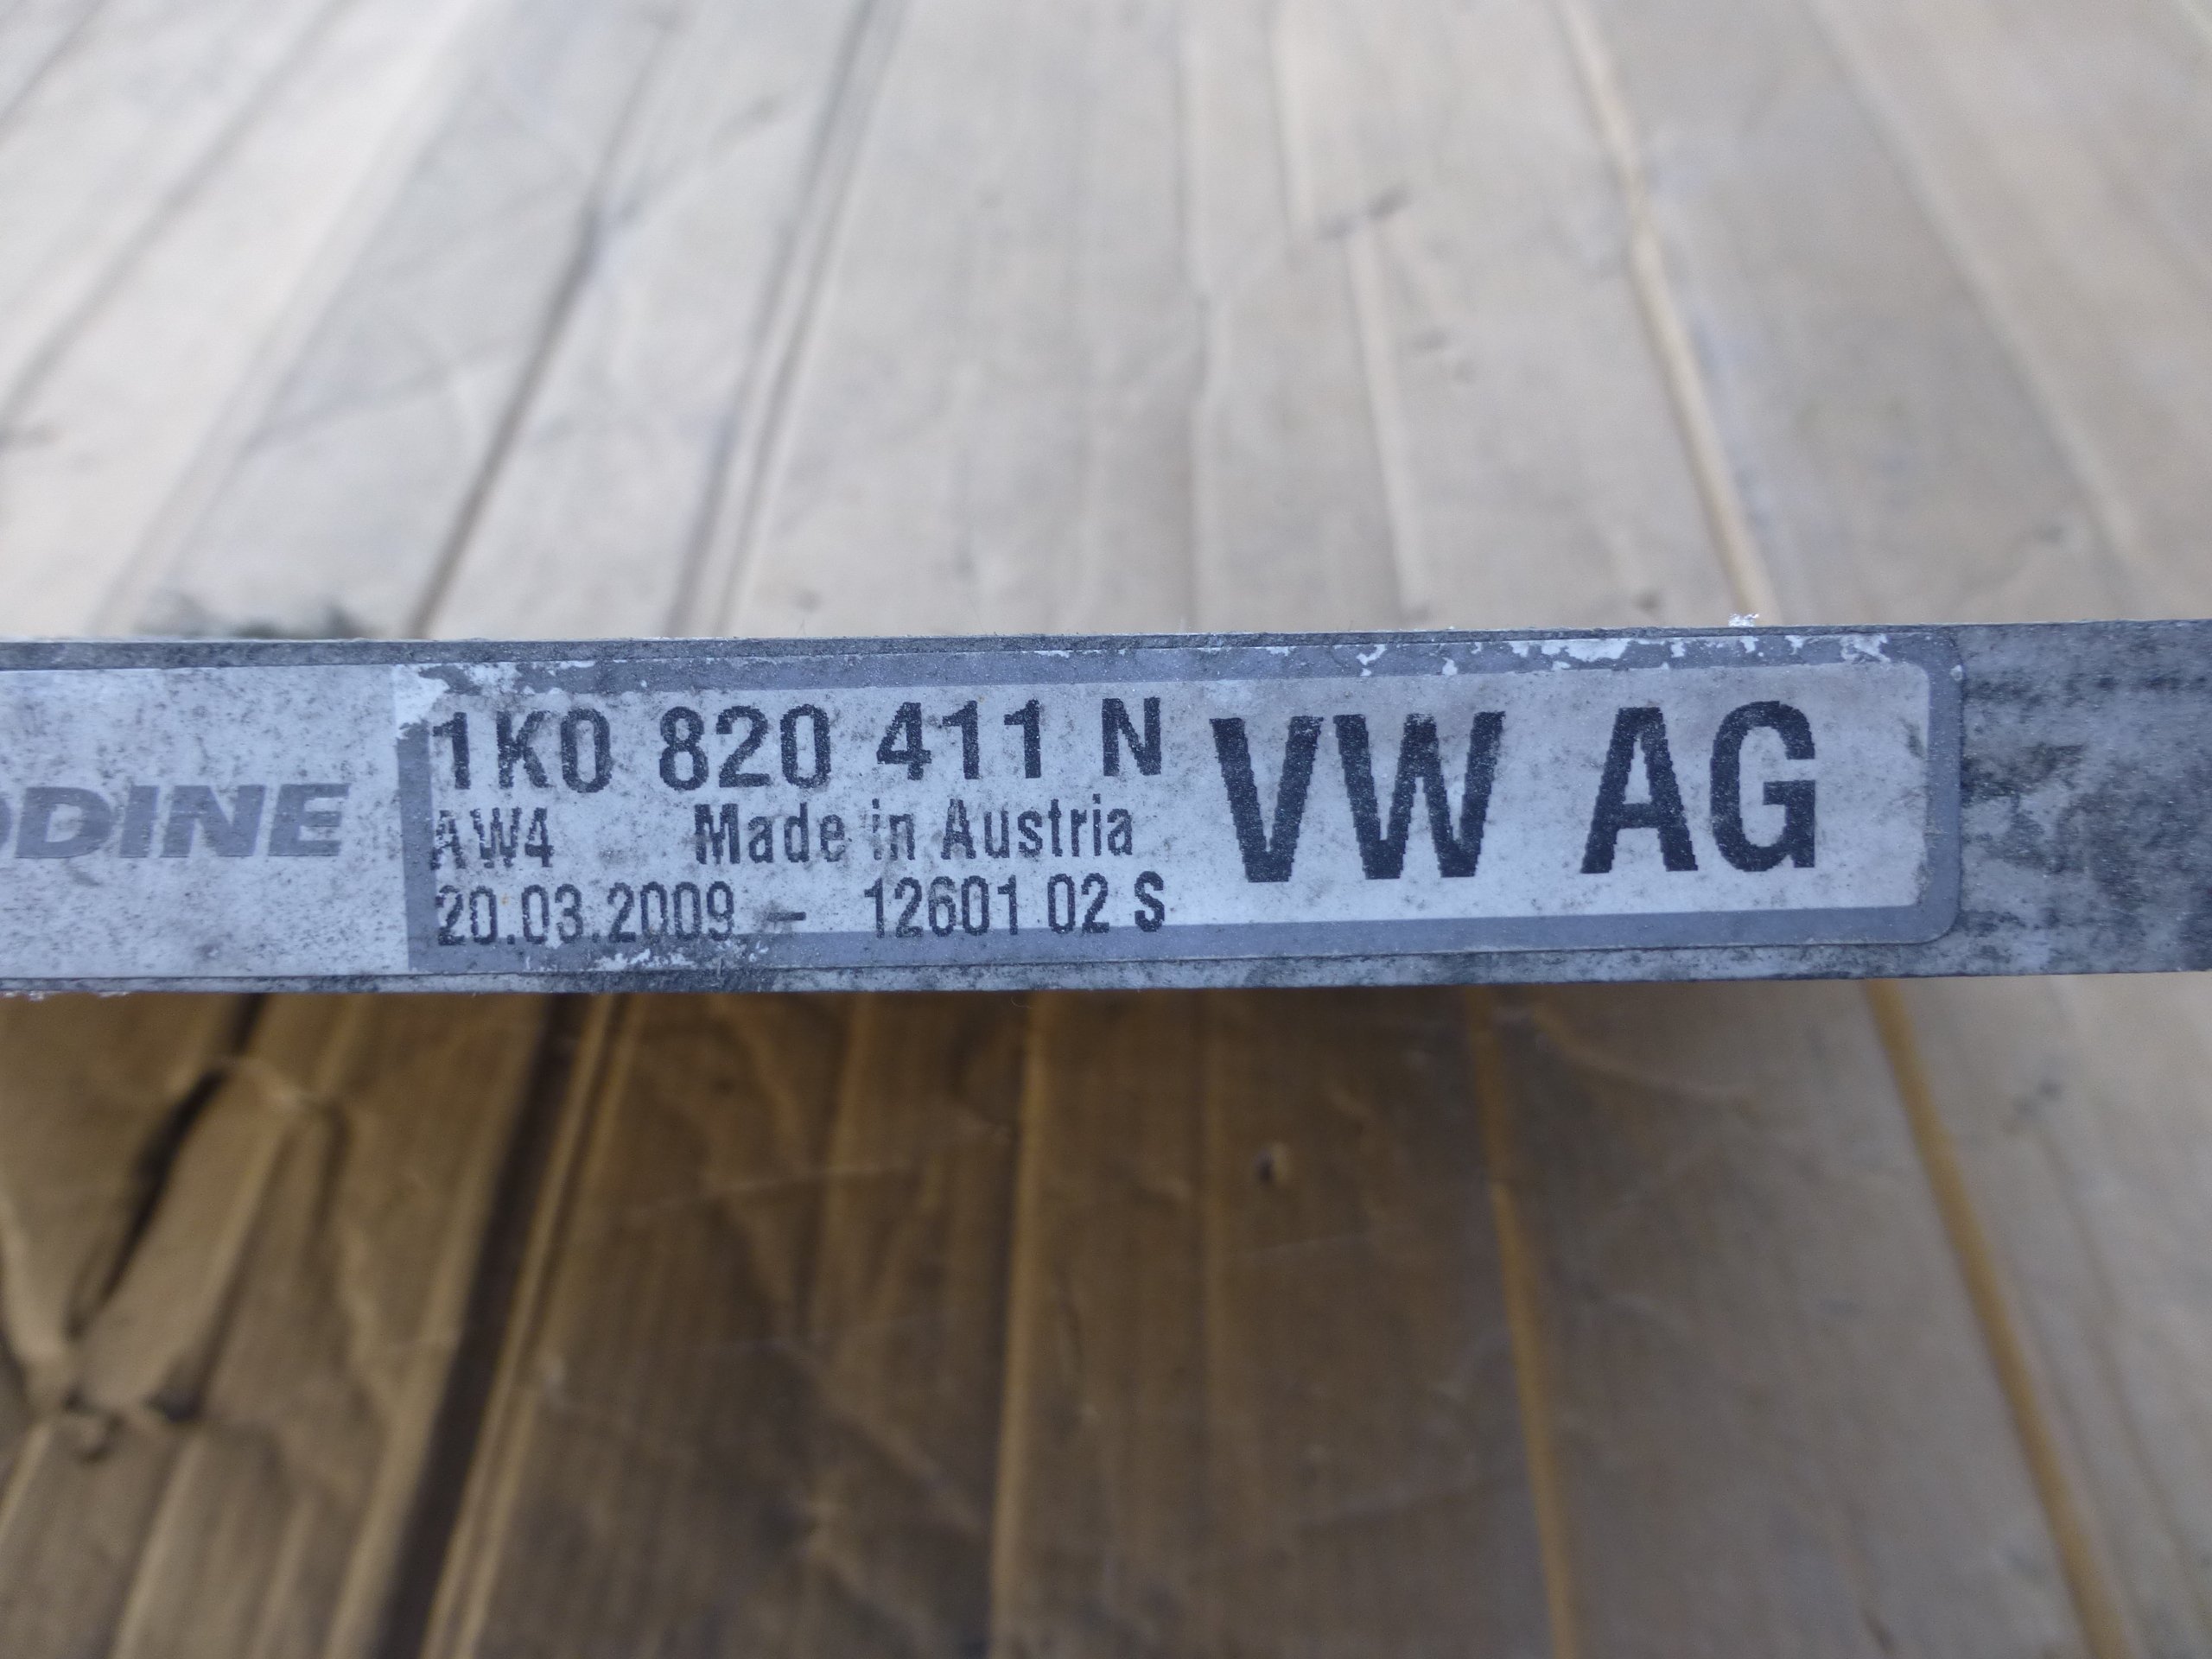 ODINE
1K0 820 411 N
AW4 Made in Austria
20.03.2009 - 12601 02 S
VW AG